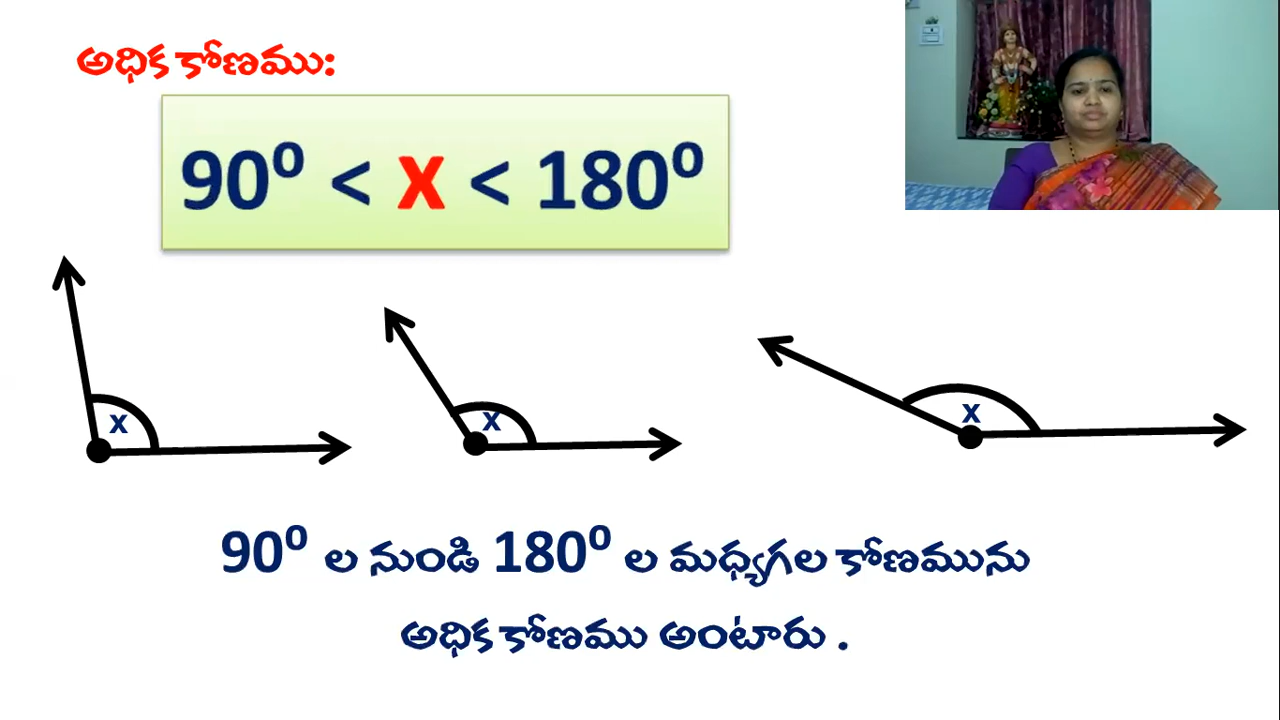 అధిక కోణము:
90⁰ < x < 180⁰
x
x
x
90⁰ ల నుండి 180⁰ ల మధ్యగల కోణమును
అధిక కోణము అంటారు .